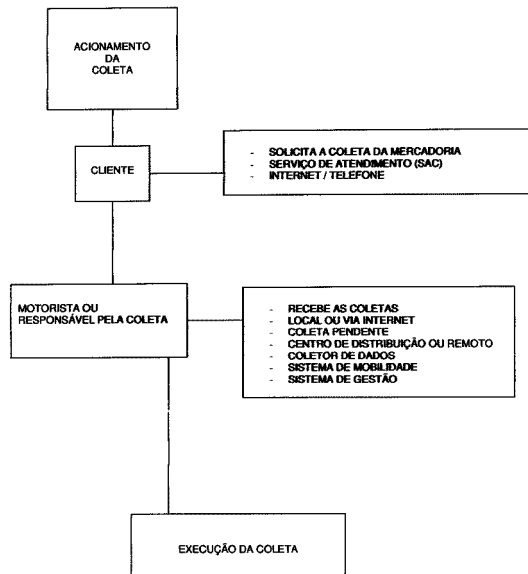 ACIONAMENTO
DA
COLETA
CLIENTE
- SOLICITA A COLETA DA MERCADORIA
- SERVIÇO DE ATENDIMENTO (SAC)
- INTERNET / TELEFONE
MOTORISTA OU
RESPONSÁVEL PELA COLETA
- RECEBE AS COLETAS
- LOCAL OU VIA INTERNET
- COLETA PENDENTE
- CENTRO DE DISTRIBUIÇÃO OU REMOTO
- COLETOR DE DADOS
- SISTEMA DE MOBILIDADE
- SISTEMA DE GESTÃO
EXECUÇÃO DA COLETA